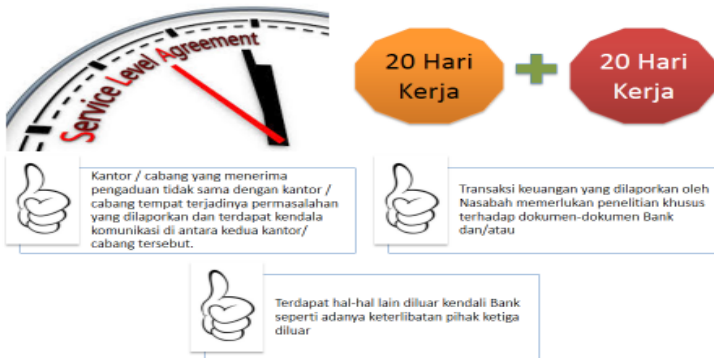 Service Level Agreement
20 Hari
Kerja
20 Hari
Kerja
Kantor / cabang yang menerima
pengaduan tidak sama dengan kantor /
cabang tempat terjadinya permasalahan
yang dilaporkan dan terdapat kendala
komunikasi di antara kedua kantor/
cabang tersebut.
Transaksi keuangan yang dilaporkan oleh
Nasabah memerlukan penelitian khusus
terhadap dokumen-dokumen Bank
dan/atau
Terdapat hal-hal lain diluar kendali Bank
seperti adanya keterlibatan pihak ketiga
diluar